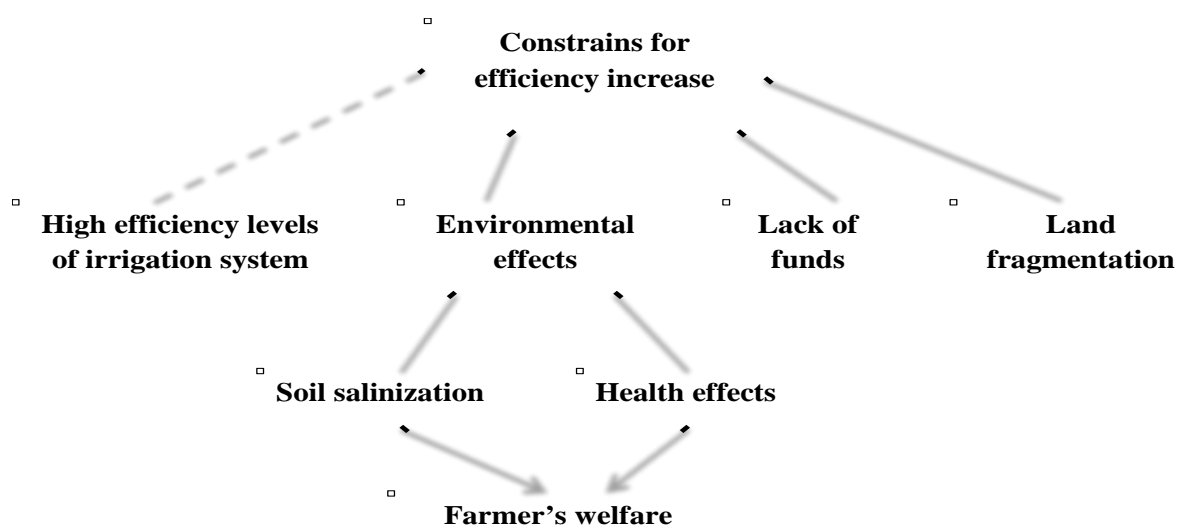 Constrains for
efficiency increase
High efficiency levels
of irrigation system
Environmental
effects
Lack of
funds
Land
fragmentation
Soil salinization
Health effects
Farmer's welfare